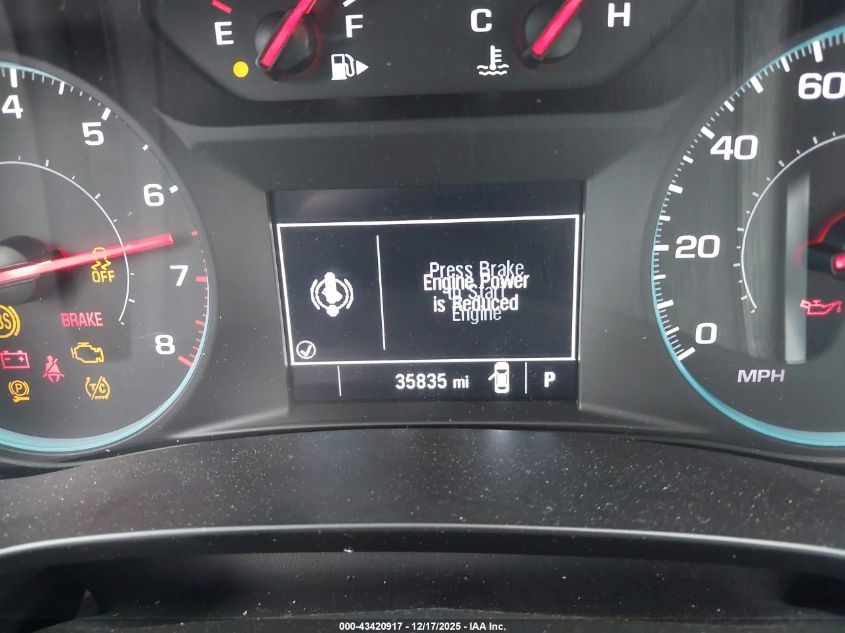 E
F
C
H
4
5
6
7
8
OFF
BRAKE
Press Brake
to Start
Engine
Engine Power
is Reduced
35835 mi
P
60
40
20
0
MPH
(P)
T/C
000-43420917 - 12/17/2025 - IAA Inc.